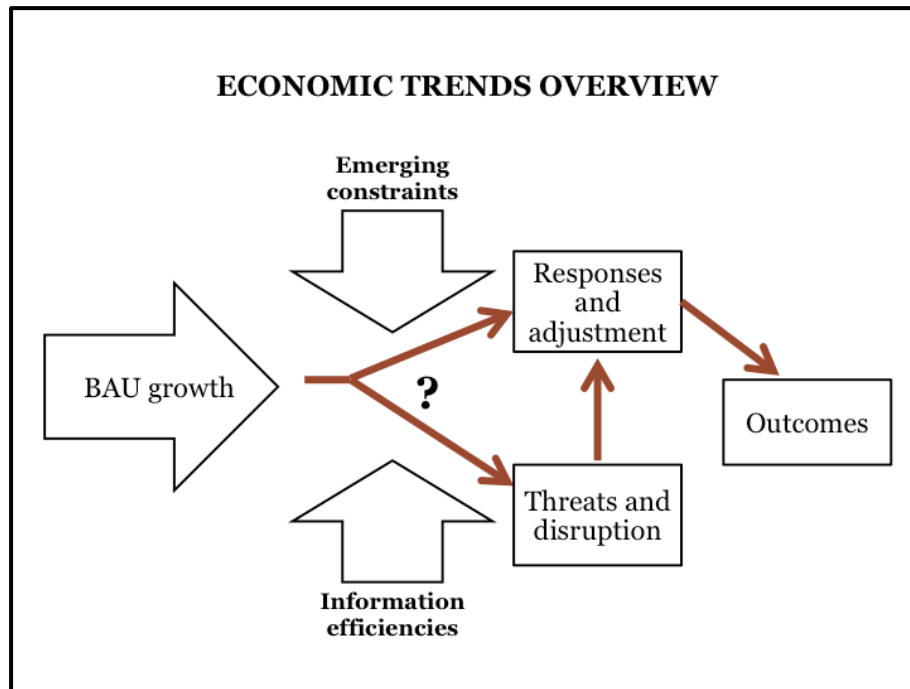 ECONOMIC TRENDS OVERVIEW
Emerging
constraints
Responses
and
adjustment
BAU growth
?
Outcomes
Threats and
disruption
Information
efficiencies